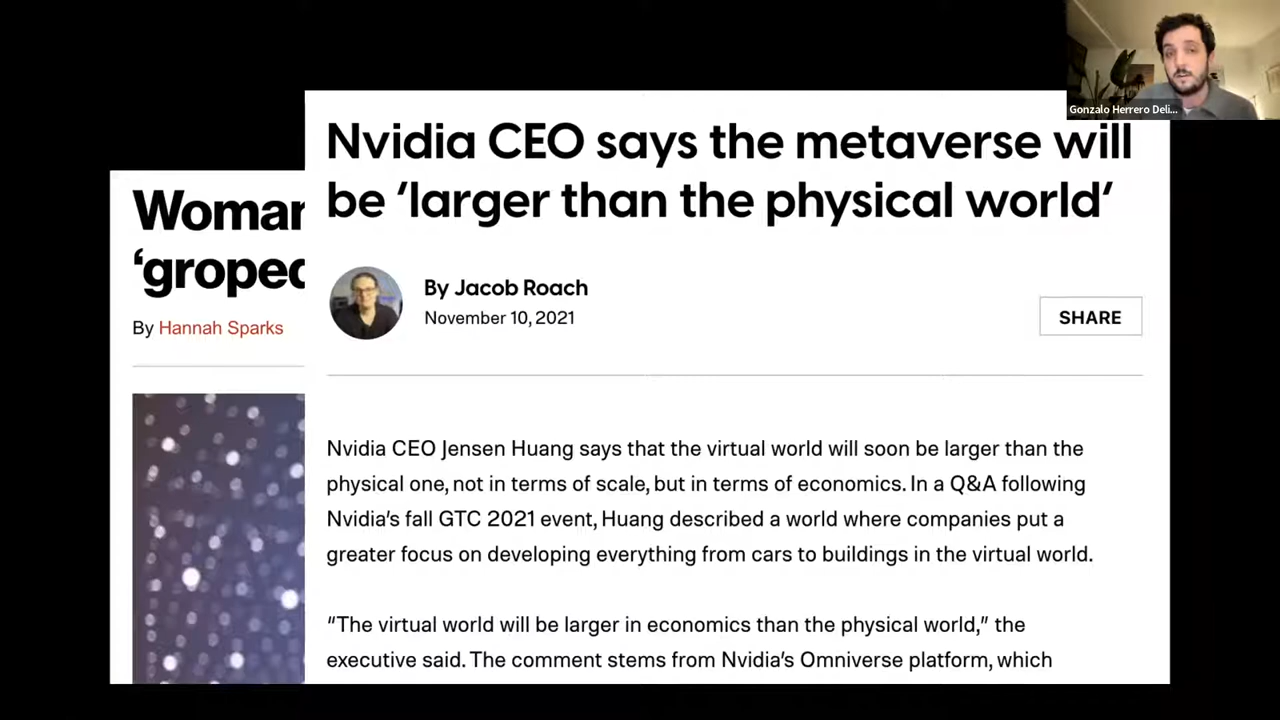 Gonzalo Herrero Deli...
Nvidia CEO says the metaverse will
be ‘larger than the physical world’
By Jacob Roach
November 10, 2021
SHARE
Nvidia CEO Jensen Huang says that the virtual world will soon be larger than the
physical one, not in terms of scale, but in terms of economics. In a Q&A following
Nvidia’s fall GTC 2021 event, Huang described a world where companies put a
greater focus on developing everything from cars to buildings in the virtual world.
“The virtual world will be larger in economics than the physical world,” the
executive said. The comment stems from Nvidia’s Omniverse platform, which
Woman
‘groped
By Hannah Sparks